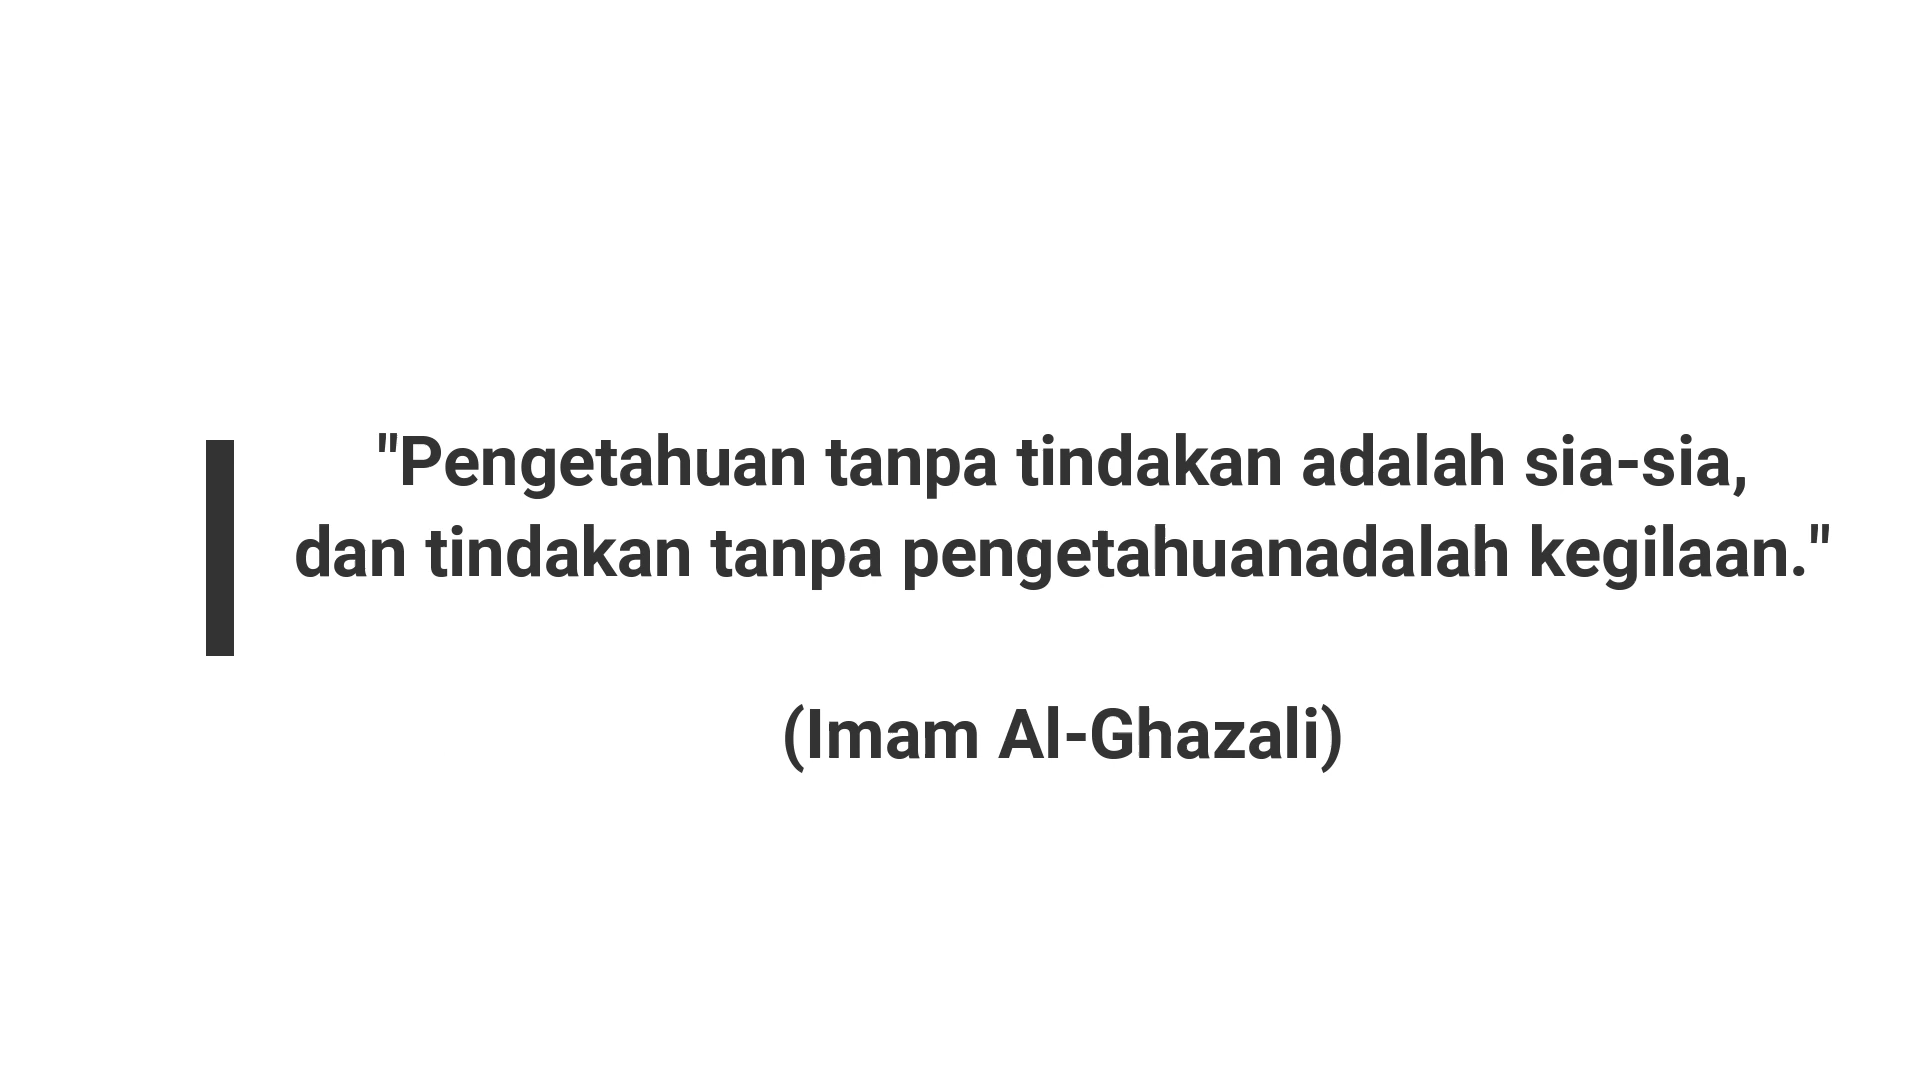 "Pengetahuan tanpa tindakan adalah sia-sia,
dan tindakan tanpa pengetahuanadalah kegilaan."
(Imam Al-Ghazali)